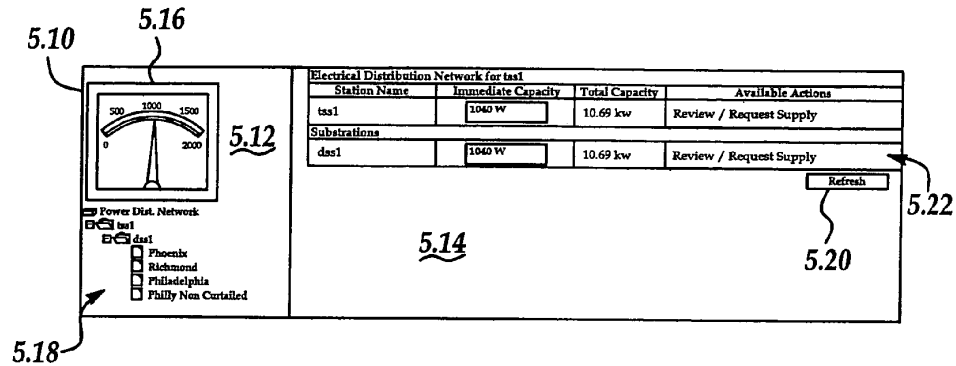 5.16
5.10
500 1000 1500
0 2000
5.12
Power Dist. Network
tss1
dss1
Phoenix
Richmond
Philadelphia
Philly Non Curtailed
5.18
Electrical Distribution Network for tss1
Station Name Immediate Capacity Total Capacity Available Actions
tss1 1040 W 10.69 kw Review / Request Supply
Substrations
dss1 1040 W 10.69 kw Review / Request Supply
Refresh
5.22
5.14
5.20